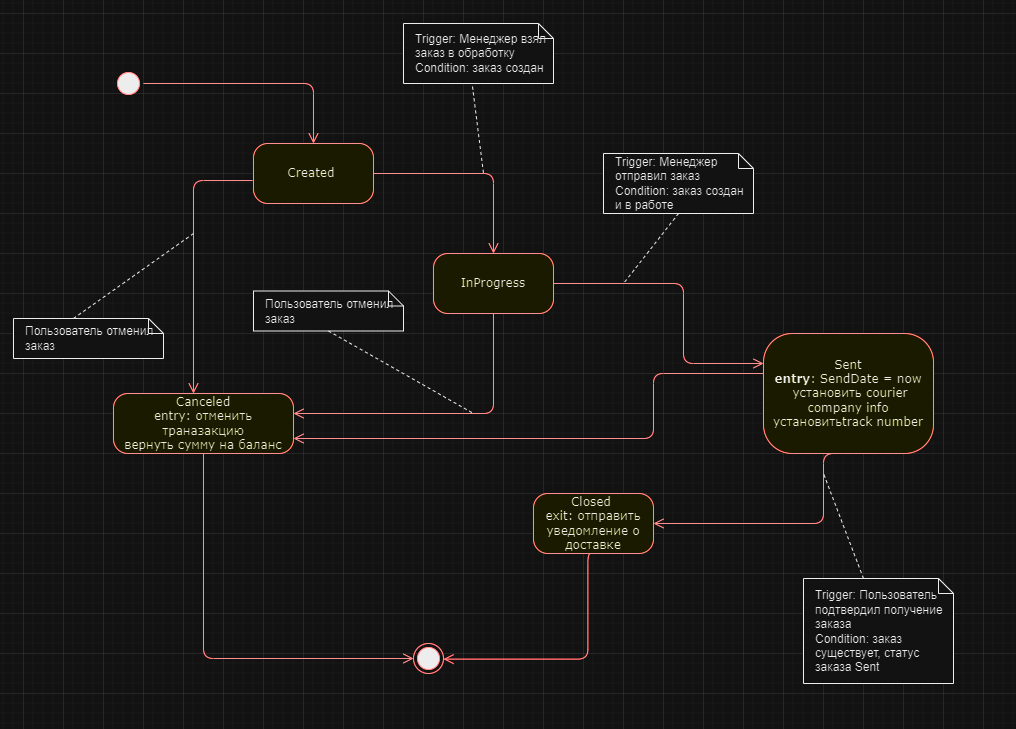 Trigger: Менеджер взял
заказ в обработку
Condition: заказ создан
Created
Trigger: Менеджер
отправил заказ
Condition: заказ создан
и в работе
InProgress
Пользователь отменил
заказ
Пользователь отменил
заказ
Sent
entry: SendDate = now
установить courier
company info
установитьtrack number
Canceled
entry: отменить
траназакцию
вернуть сумму на баланс
Closed
exit: отправить
уведомление о
доставке
Trigger: Пользователь
подтвердил получение
заказа
Condition: заказ
существует, статус
заказа Sent